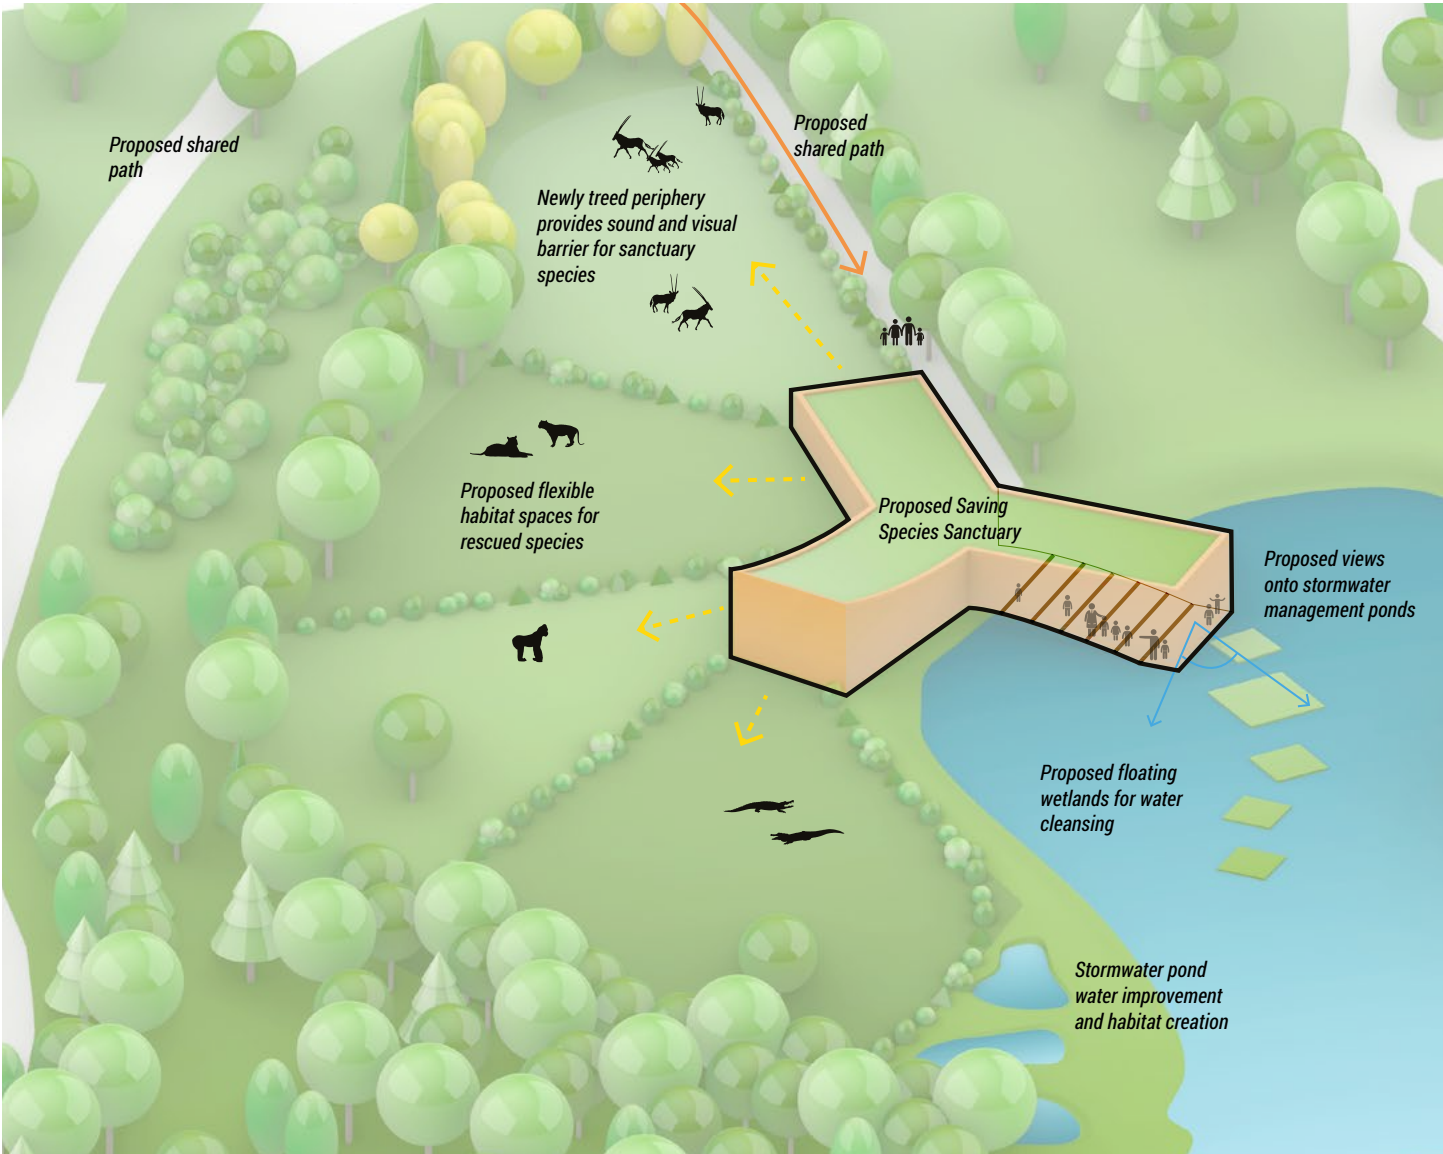 Proposed shared
path
Proposed
shared path
Newly treed periphery
provides sound and visual
barrier for sanctuary
species
Proposed flexible
habitat spaces for
rescued species
Proposed Saving
Species Sanctuary
Proposed views
onto stormwater
management ponds
Proposed floating
wetlands for water
cleansing
Stormwater pond
water improvement
and habitat creation